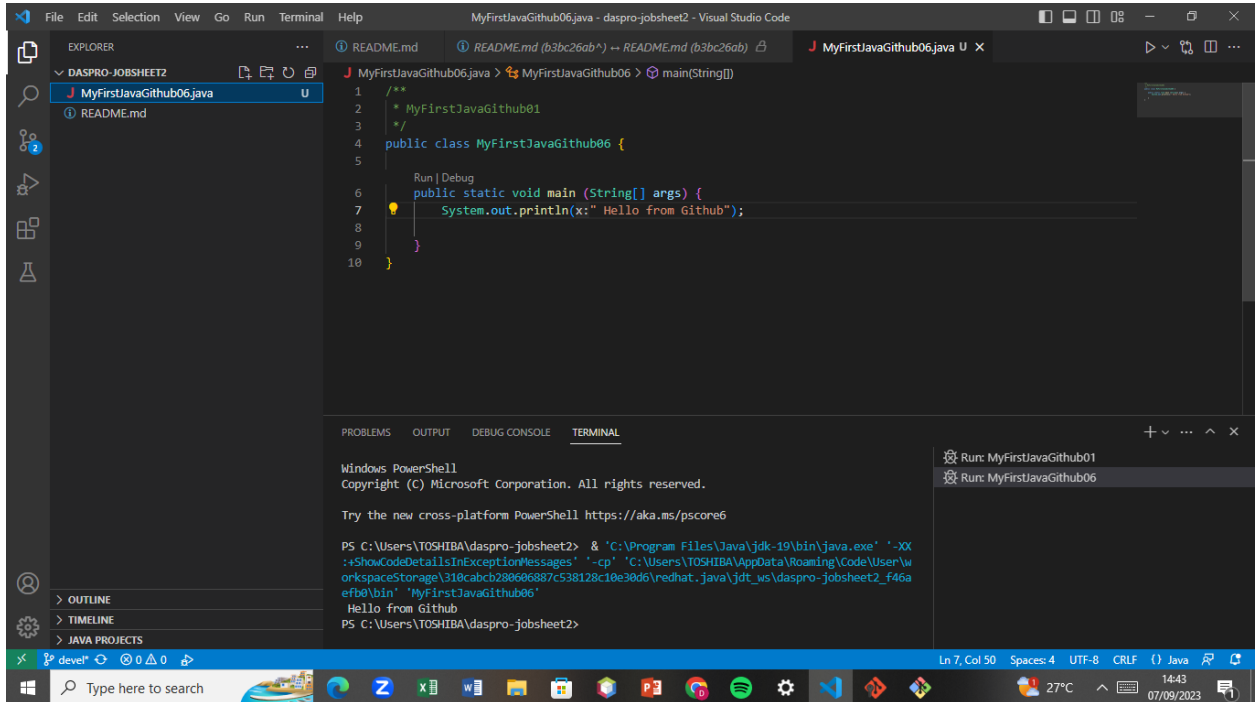 File Edit Selection View Go Run Terminal Help
MyFirstJavaGithub06.java - daspro-jobsheet2 - Visual Studio Code
EXPLORER
DASPRO-JOBSHEET2
MyFirstJavaGithub06.java U
README.md
OUTLINE
TIMELINE
JAVA PROJECTS
README.md
README.md (b3bc26ab^) ↔ README.md (b3bc26ab)
MyFirstJavaGithub06.java U
MyFirstJavaGithub06.java > MyFirstJavaGithub06 > main(String[])
1 /**
2 * MyFirstJavaGithub01
3 */
4 public class MyFirstJavaGithub06 {
5
Run | Debug
6 public static void main (String[] args) {
7 System.out.println(x:" Hello from Github");
8
9 }
10 }
PROBLEMS OUTPUT DEBUG CONSOLE TERMINAL
Windows PowerShell
Copyright (C) Microsoft Corporation. All rights reserved.
Try the new cross-platform PowerShell https://aka.ms/pscore6
PS C:\Users\TOSHIBA\daspro-jobsheet2> & 'C:\Program Files\Java\jdk-19\bin\java.exe' '-XX
:+ShowCodeDetailsInExceptionMessages' '-cp' 'C:\Users\TOSHIBA\AppData\Roaming\Code\User\w
orkspaceStorage\310cabcb280606887c538128c10e30d6\redhat.java\jdt_ws\daspro-jobsheet2_f46a
efb0\bin' 'MyFirstJavaGithub06'
Hello from Github
PS C:\Users\TOSHIBA\daspro-jobsheet2>
Run: MyFirstJavaGithub01
Run: MyFirstJavaGithub06
2
devel* 0 0
Ln 7, Col 50 Spaces: 4 UTF-8 CRLF {} Java
Type here to search
27°C
14:43
07/09/2023
1